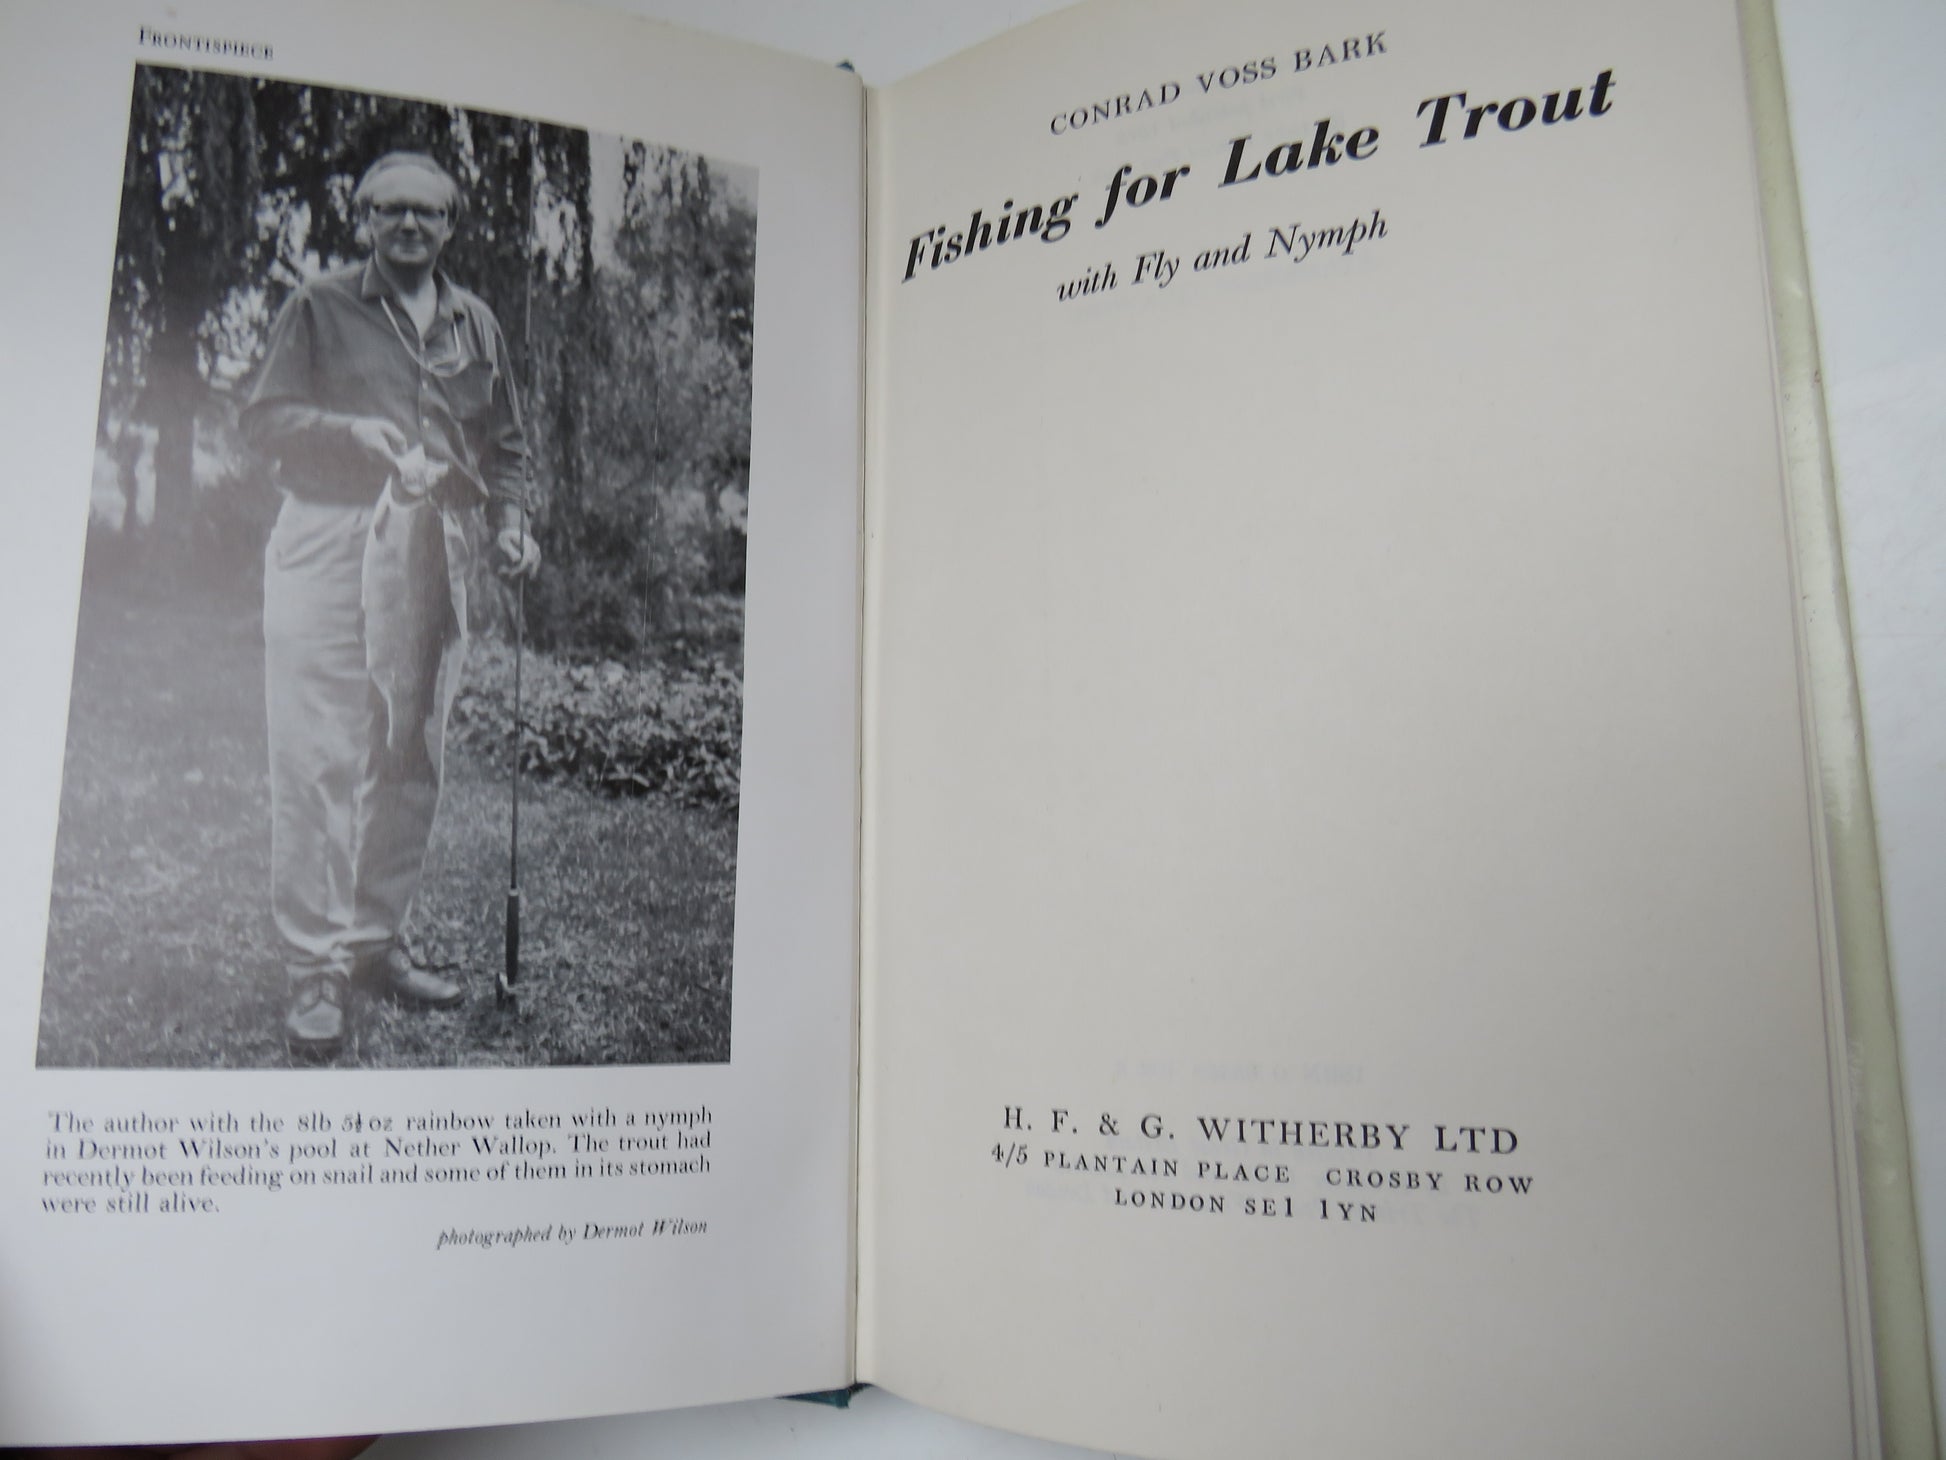 FRONTISPIECE
The author with the 8lb 5½oz rainbow taken with a nymph
in Dermot Wilson's pool at Nether Wallop. The trout had
recently been feeding on snail and some of them in its stomach
were still alive.
photographed by Dermot Wilson
CONRAD VOSS BARK
Fishing for Lake Trout
with Fly and Nymph
H. F. & G. WITHERBY LTD
4/5 PLANTAIN PLACE CROSBY ROW
LONDON SE1 1YN